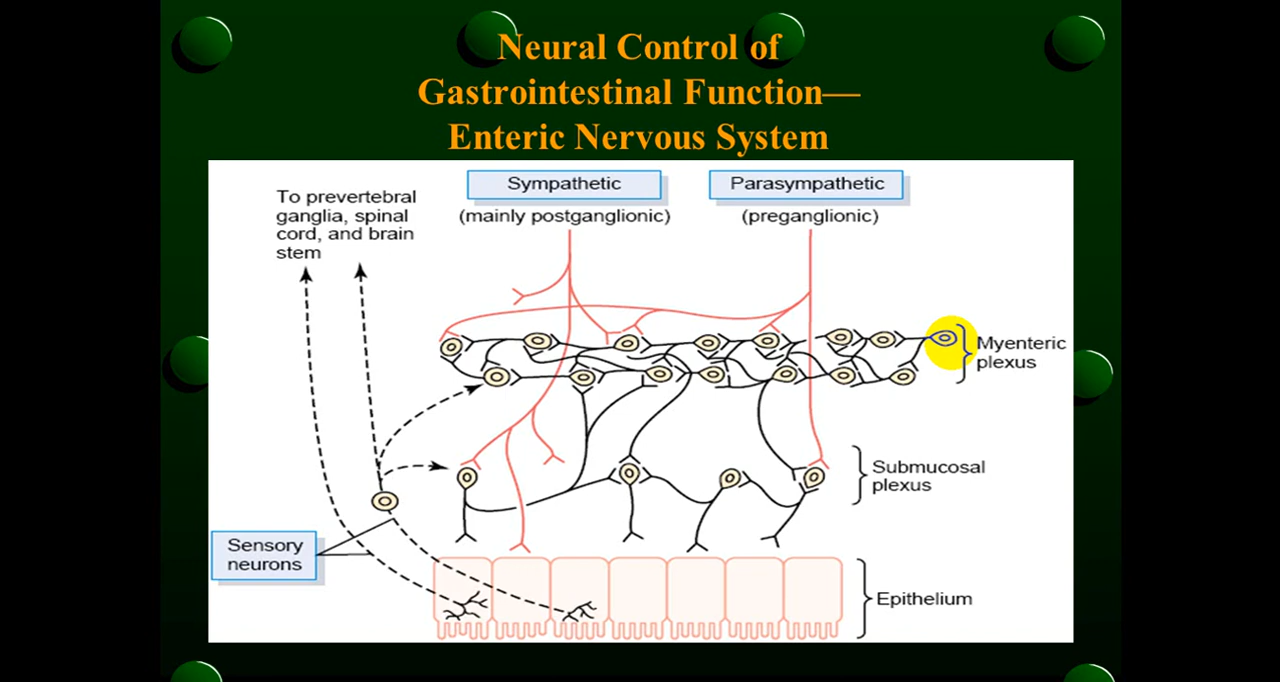 Neural Control of
Gastrointestinal Function—
Enteric Nervous System
To prevertebral
ganglia, spinal
cord, and brain
stem
Sympathetic
(mainly postganglionic)
Parasympathetic
(preganglionic)
Myenteric
plexus
Submucosal
plexus
Sensory
neurons
Epithelium